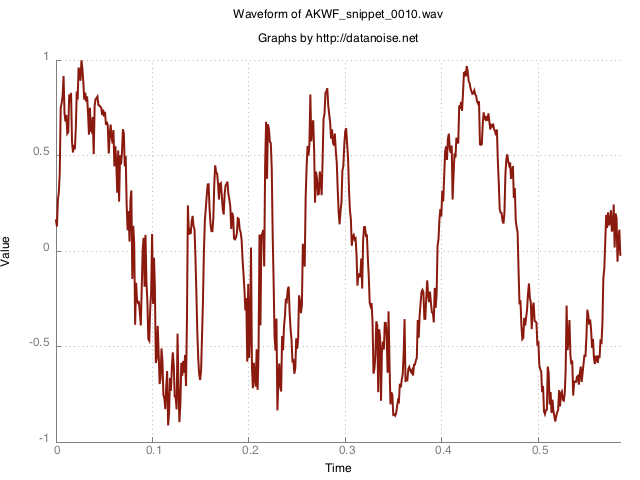 Waveform of AKWF_snippet_0010.wav
Graphs by http://datanoise.net
1
0.5
0
-0.5
-1
Value
0
0.1
0.2
0.3
0.4
0.5
Time